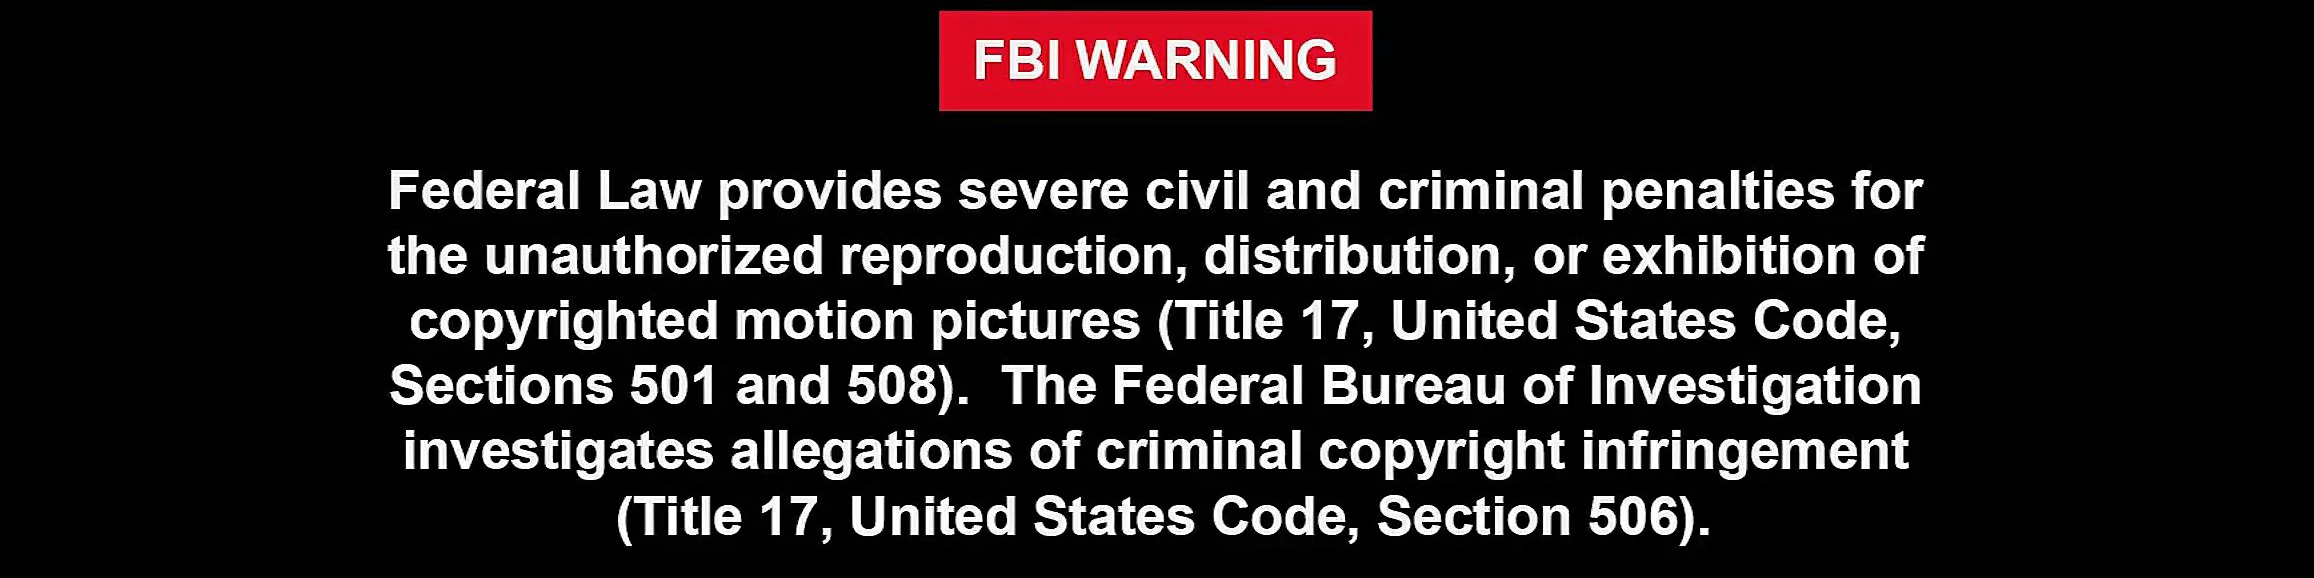 FBI WARNING
Federal Law provides severe civil and criminal penalties for
the unauthorized reproduction, distribution, or exhibition of
copyrighted motion pictures (Title 17, United States Code,
Sections 501 and 508).  The Federal Bureau of Investigation
investigates allegations of criminal copyright infringement
(Title 17, United States Code, Section 506).